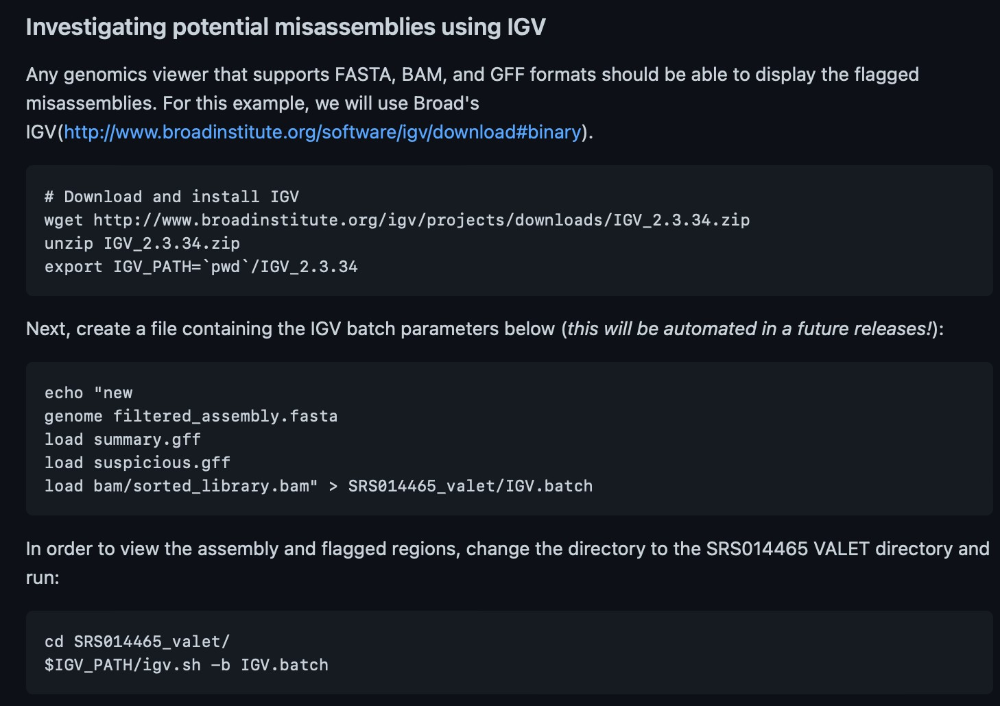 Investigating potential misassemblies using IGV
Any genomics viewer that supports FASTA, BAM, and GFF formats should be able to display the flagged
misassemblies. For this example, we will use Broad's
IGV(http://www.broadinstitute.org/software/igv/download#binary).
# Download and install IGV
wget http://www.broadinstitute.org/igv/projects/downloads/IGV_2.3.34.zip
unzip IGV_2.3.34.zip
export IGV_PATH=`pwd`/IGV_2.3.34
Next, create a file containing the IGV batch parameters below (this will be automated in a future releases!):
echo "new
genome filtered_assembly.fasta
load summary.gff
load suspicious.gff
load bam/sorted_library.bam" > SRS014465_valet/IGV.batch
In order to view the assembly and flagged regions, change the directory to the SRS014465 VALET directory and
run:
cd SRS014465_valet/
$IGV_PATH/igv.sh -b IGV.batch